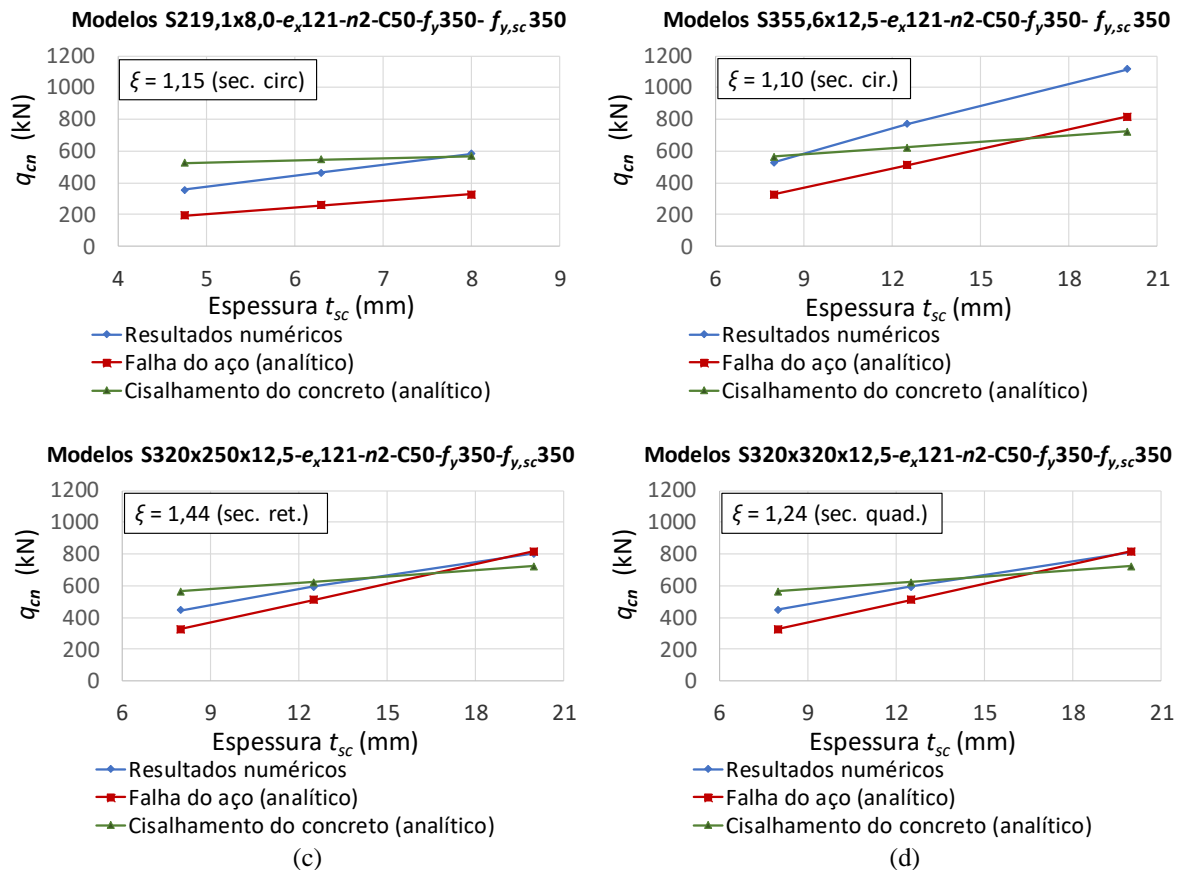 Modelos S219,1x8,0-ex121-n2-C50-fy350- fy,sc350
qcn (kN)
1200
1000
800
600
400
200
0
ξ = 1,15 (sec. circ)
4 5 6 7 8 9
Espessura tsc (mm)
Resultados numéricos
Falha do aço (analítico)
Cisalhamento do concreto (analítico)
Modelos S355,6x12,5-ex121-n2-C50-fy350- fy,sc350
qcn (kN)
1200
1000
800
600
400
200
0
ξ = 1,10 (sec. cir.)
6 9 12 15 18 21
Espessura tsc (mm)
Resultados numéricos
Falha do aço (analítico)
Cisalhamento do concreto (analítico)
Modelos S320x250x12,5-ex121-n2-C50-fy350-fy,sc350
qcn (kN)
1200
1000
800
600
400
200
0
ξ = 1,44 (sec. ret.)
6 9 12 15 18 21
Espessura tsc (mm)
Resultados numéricos
Falha do aço (analítico)
Cisalhamento do concreto (analítico)
(c)
Modelos S320x320x12,5-ex121-n2-C50-fy350-fy,sc350
qcn (kN)
1200
1000
800
600
400
200
0
ξ = 1,24 (sec. quad.)
6 9 12 15 18 21
Espessura tsc (mm)
Resultados numéricos
Falha do aço (analítico)
Cisalhamento do concreto (analítico)
(d)